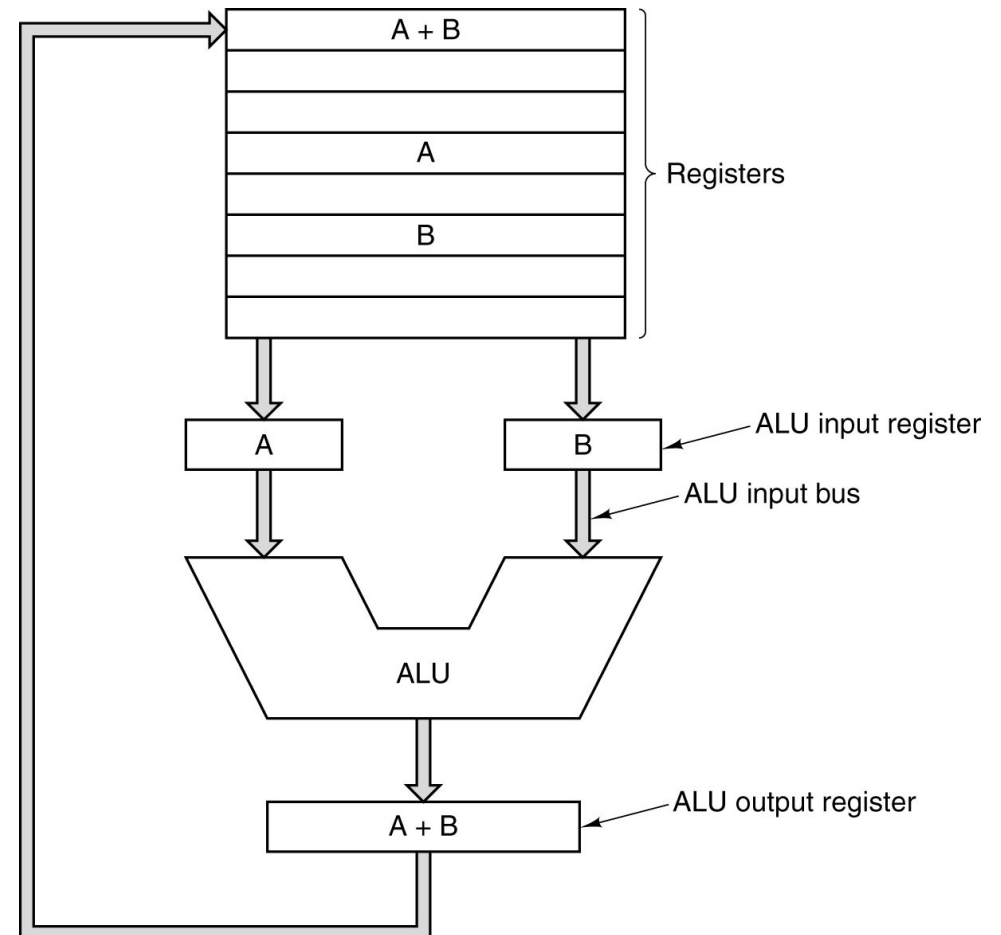 A + B
A
Registers
B
A
B
ALU input register
ALU input bus
ALU
ALU output register
A + B